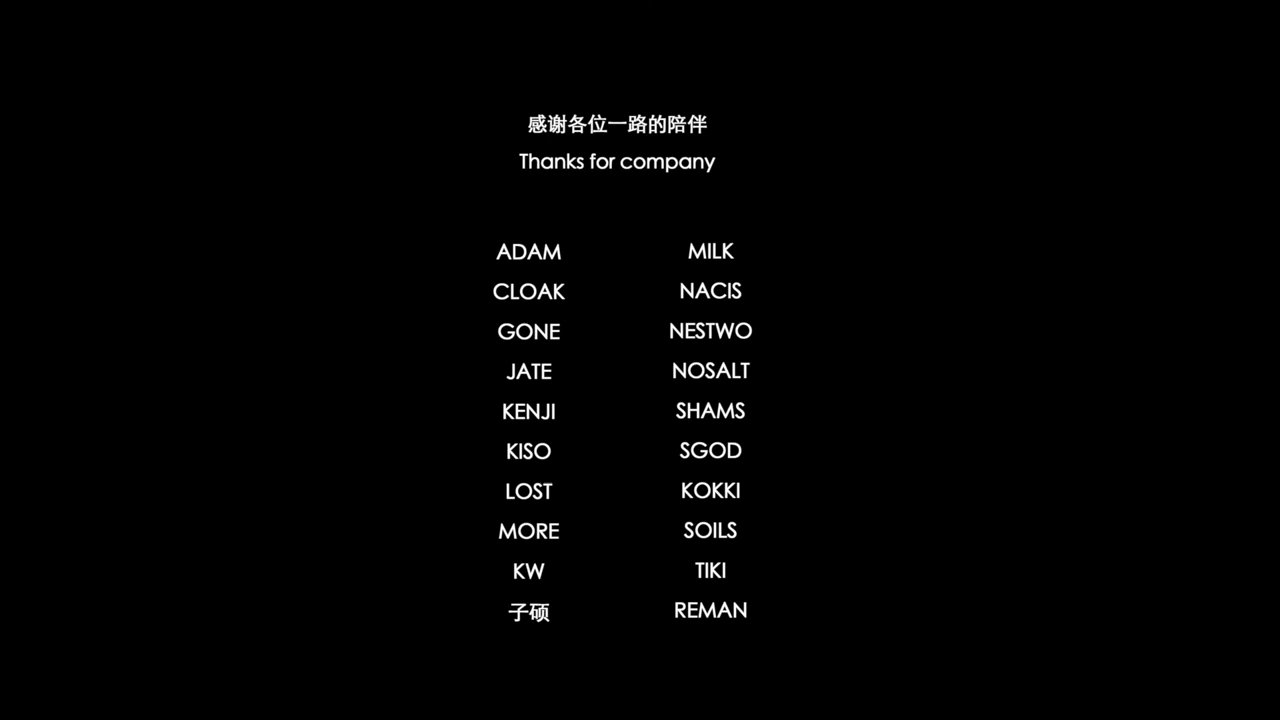 感谢各位一路的陪伴
Thanks for company
ADAM MILK
CLOAK NACIS
GONE NESTWO
JATE NOSALT
KENJI SHAMS
KISO SGOD
LOST KOKKI
MORE SOILS
KW TIKI
子硕 REMAN